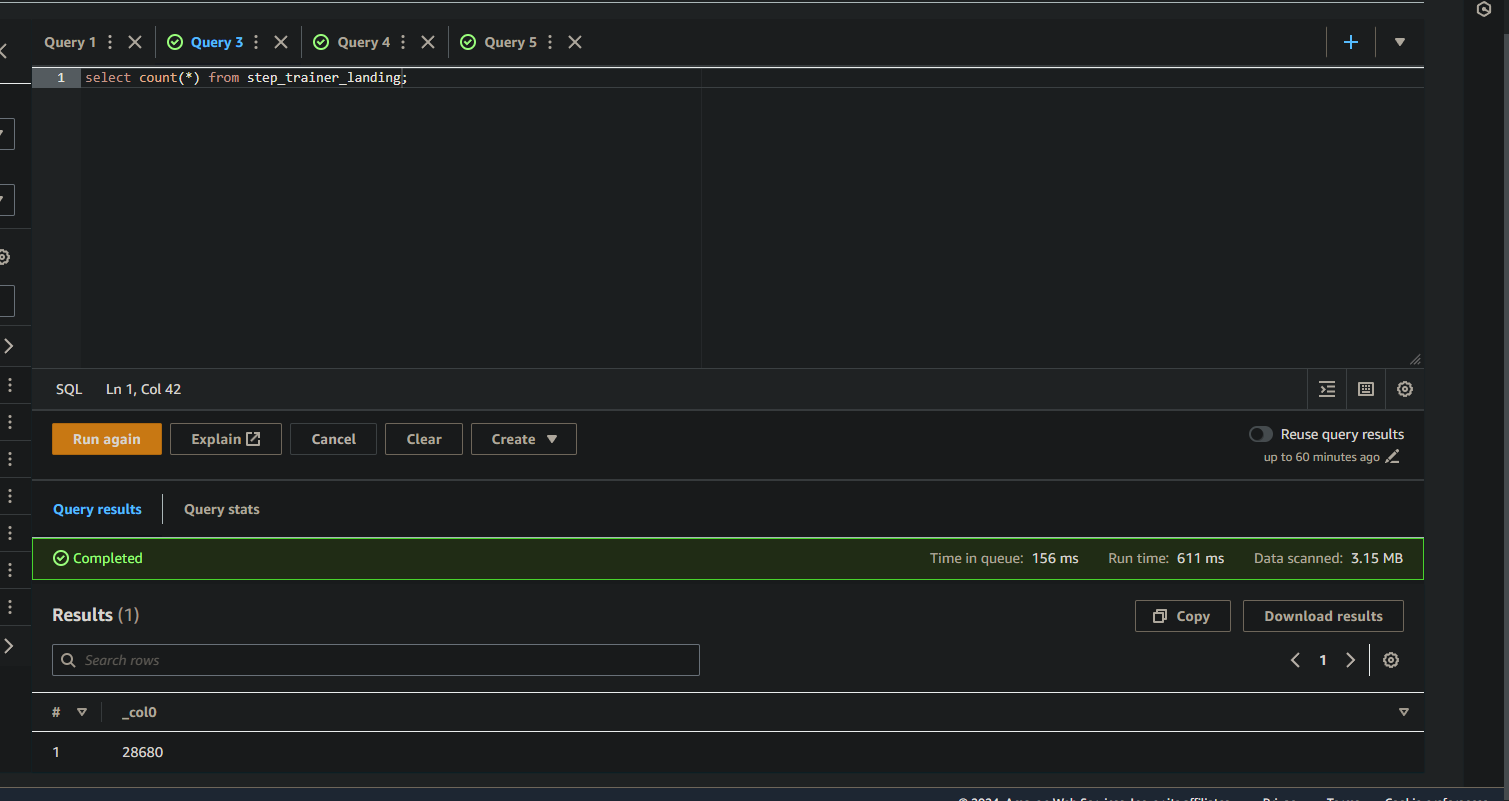 Query 1 Query 3 Query 4 Query 5
1 select count(*) from step_trainer_landing;
SQL Ln 1, Col 42
Run again Explain Cancel Clear Create Reuse query results
up to 60 minutes ago
Query results Query stats
Completed Time in queue: 156 ms Run time: 611 ms Data scanned: 3.15 MB
Results (1) Copy Download results
Search rows 1
# _col0
1 28680
© 2024, Amazon Web Services, Inc. or its affiliates.